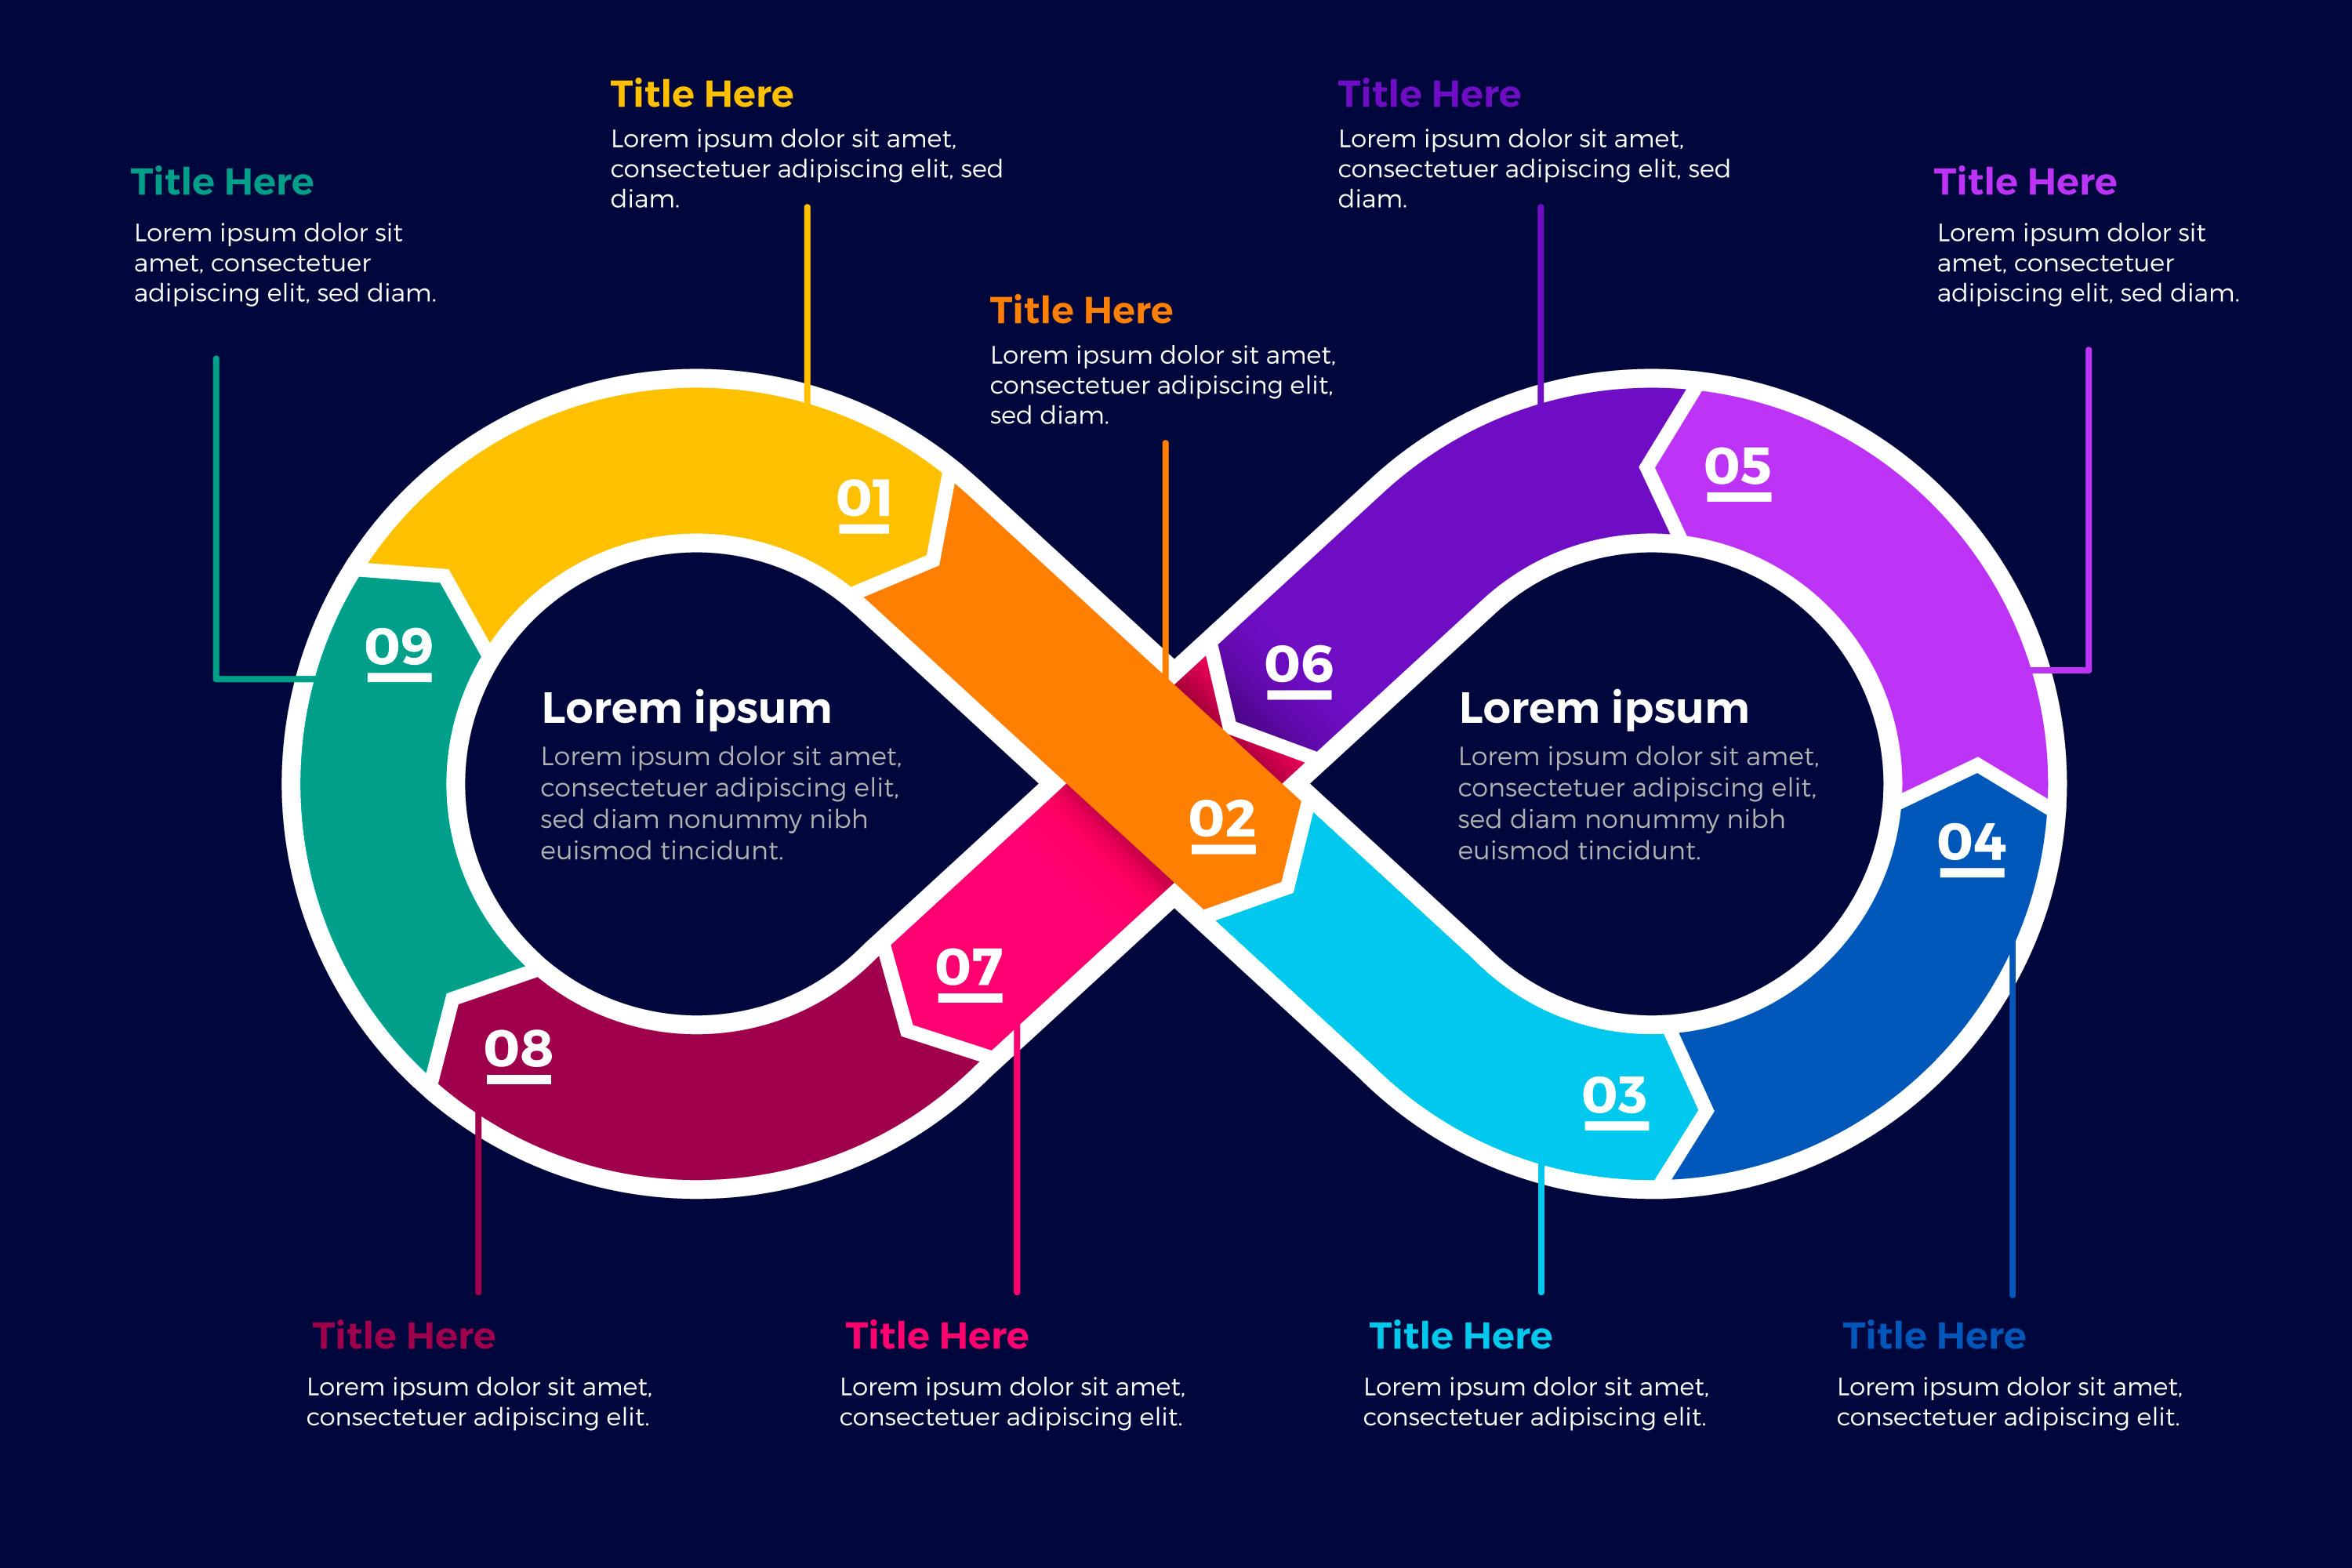 Title Here
Lorem ipsum dolor sit amet,
consectetuer adipiscing elit, sed
diam.
Title Here
Lorem ipsum dolor sit amet,
consectetuer adipiscing elit, sed
diam.
Title Here
Lorem ipsum dolor sit
amet, consectetuer
adipiscing elit, sed diam.
Title Here
Lorem ipsum dolor sit
amet, consectetuer
adipiscing elit, sed diam.
Title Here
Lorem ipsum dolor sit amet,
consectetuer adipiscing elit,
sed diam.
01
05
09
06
Lorem ipsum
Lorem ipsum dolor sit amet,
consectetuer adipiscing elit,
sed diam nonummy nibh
euismod tincidunt.
Lorem ipsum
Lorem ipsum dolor sit amet,
consectetuer adipiscing elit,
sed diam nonummy nibh
euismod tincidunt.
02
04
07
08
03
Title Here
Lorem ipsum dolor sit amet,
consectetuer adipiscing elit.
Title Here
Lorem ipsum dolor sit amet,
consectetuer adipiscing elit.
Title Here
Lorem ipsum dolor sit amet,
consectetuer adipiscing elit.
Title Here
Lorem ipsum dolor sit amet,
consectetuer adipiscing elit.